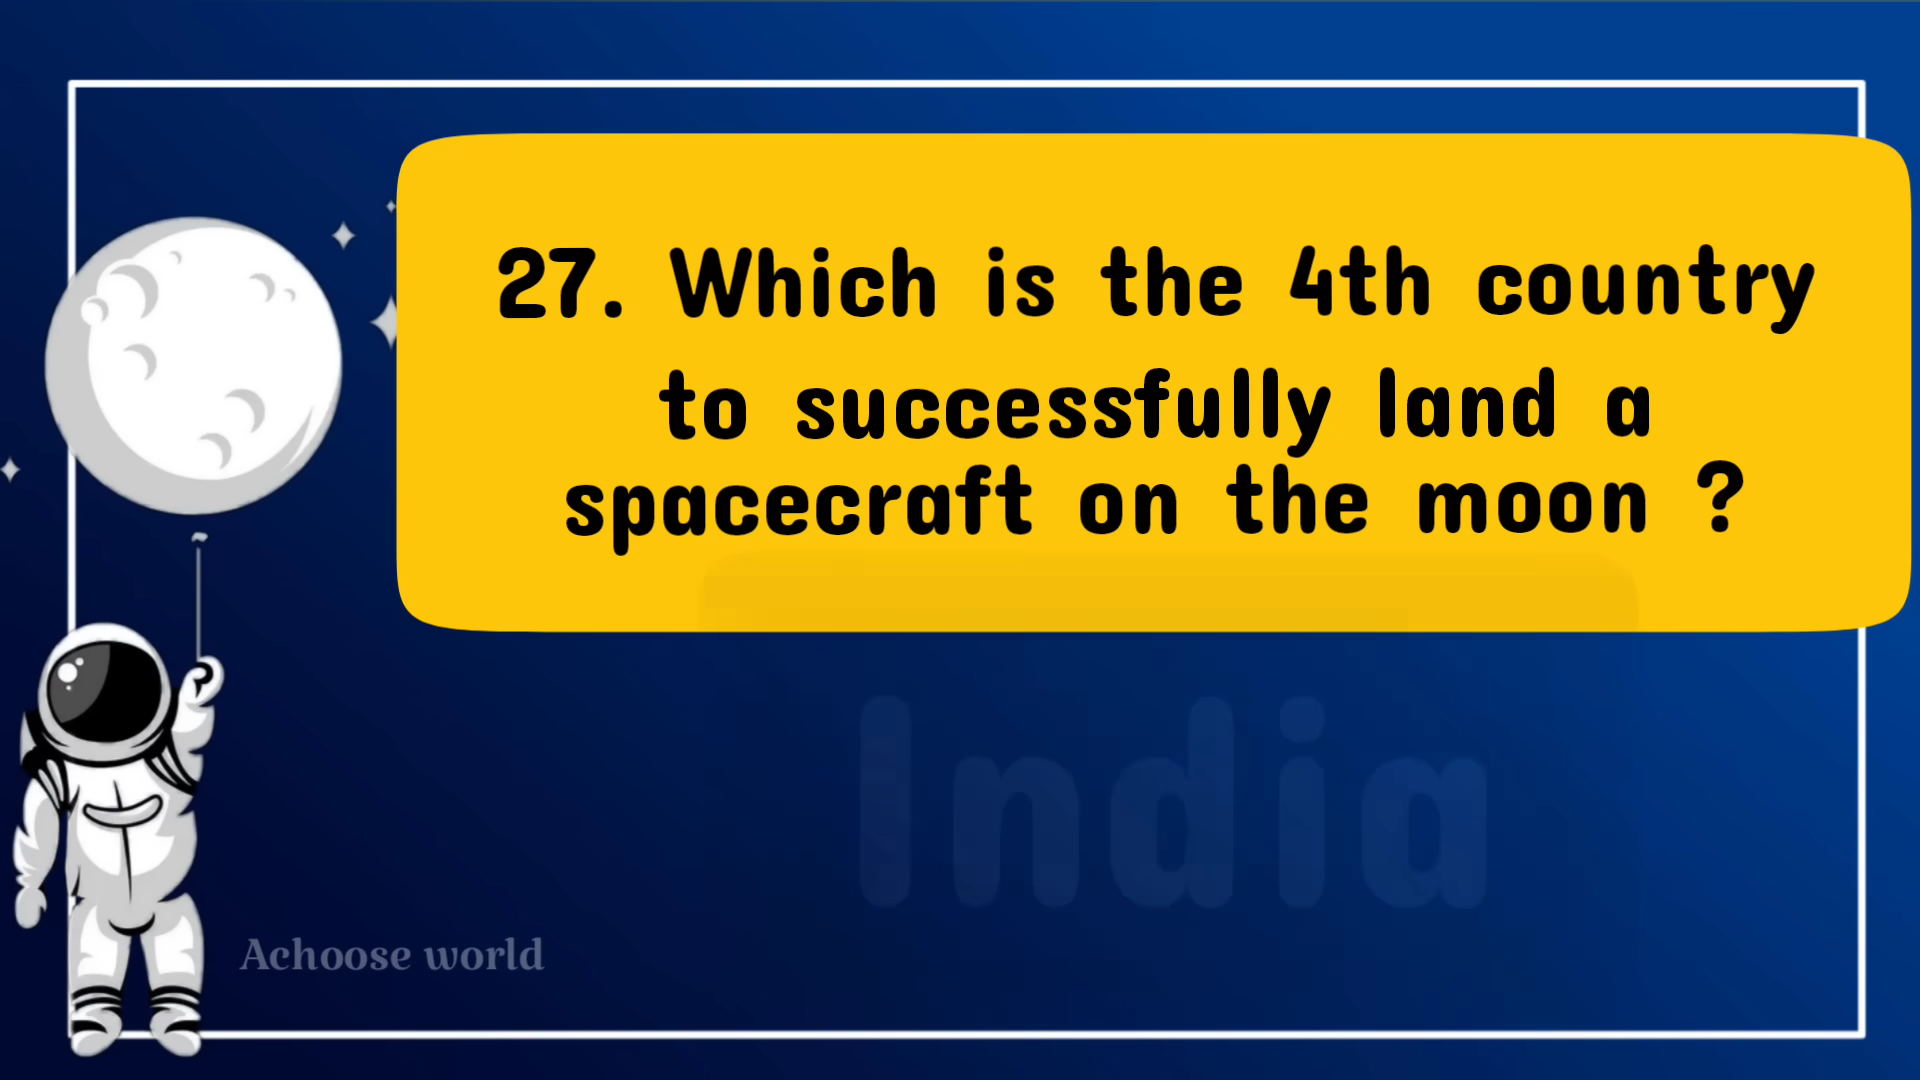 27. Which is the 4th country
to successfully land a
spacecraft on the moon ?
India
Achoose world